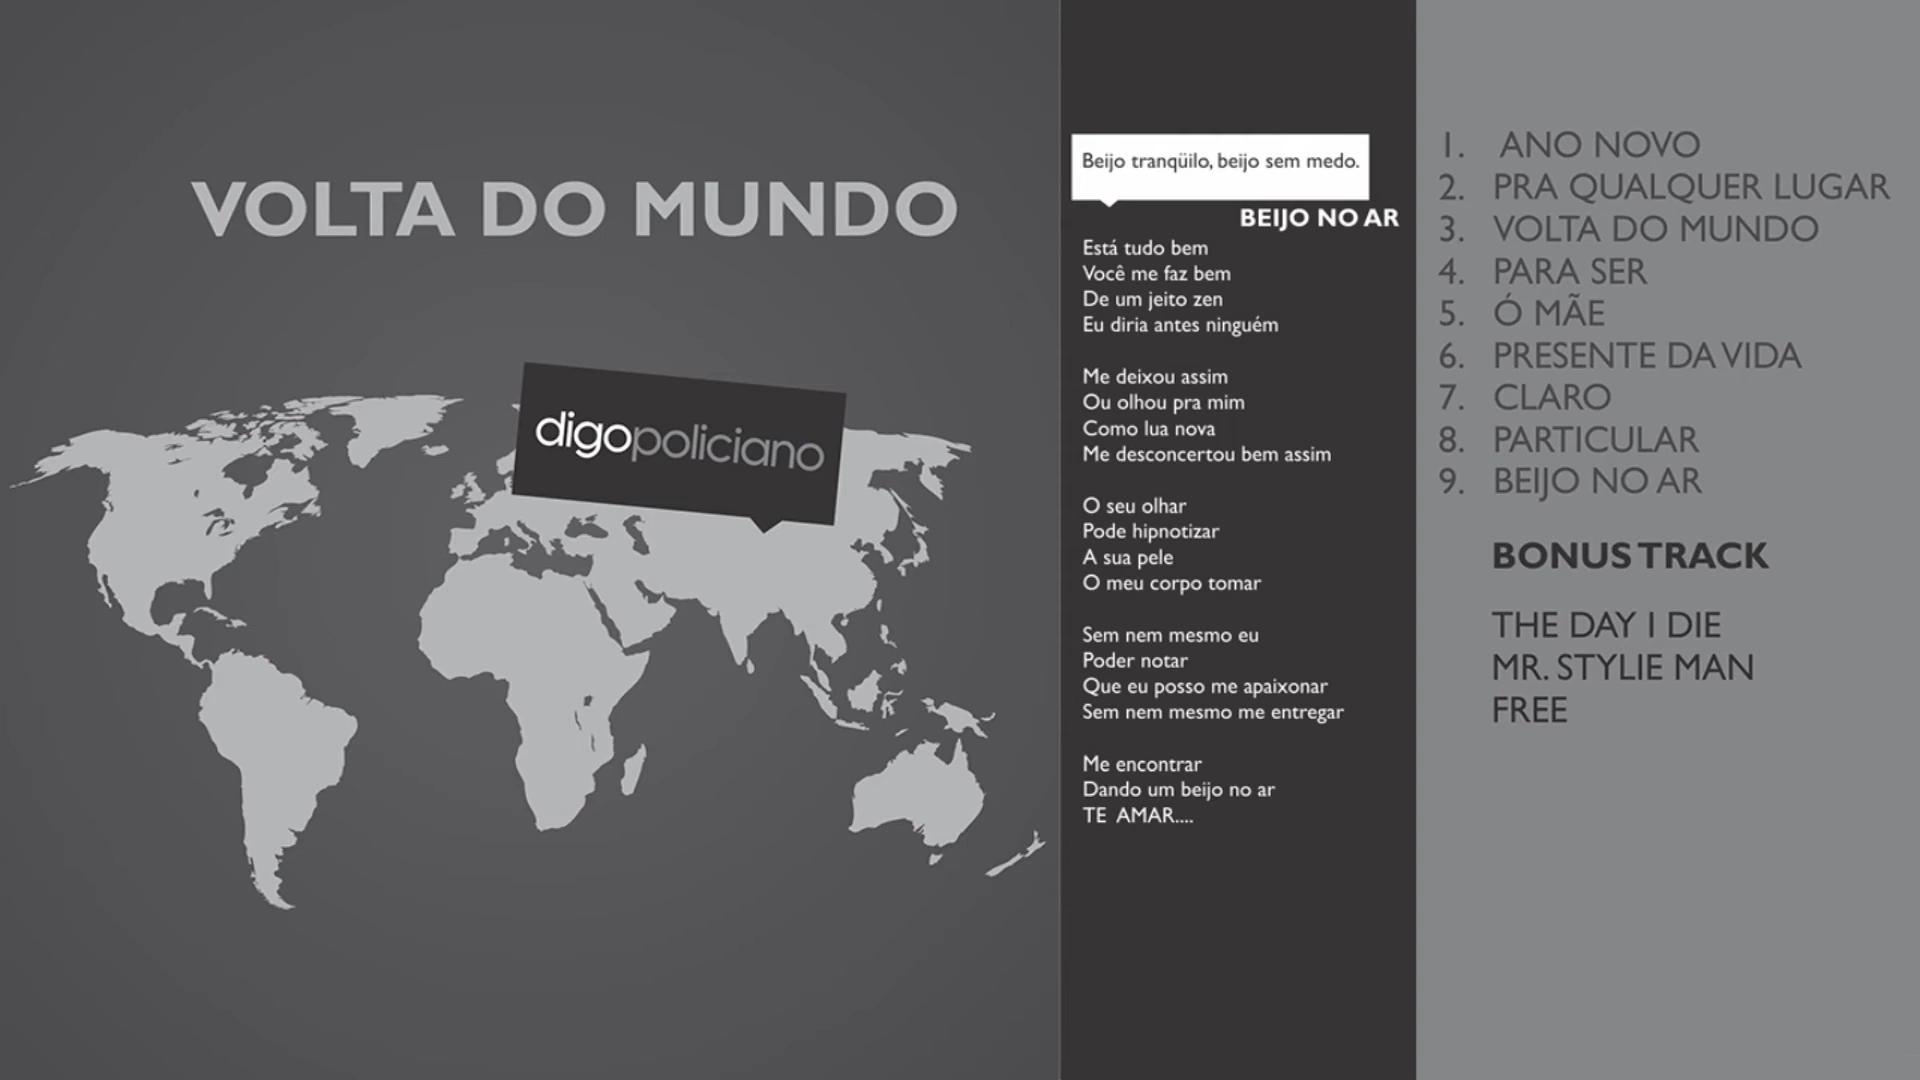 VOLTA DO MUNDO
digopoliciano
Beijo tranqüilo, beijo sem medo.
BEIJO NO AR
Está tudo bem
Você me faz bem
De um jeito zen
Eu diria antes ninguém
Me deixou assim
Ou olhou pra mim
Como lua nova
Me desconcertou bem assim
O seu olhar
Pode hipnotizar
A sua pele
O meu corpo tomar
Sem nem mesmo eu
Poder notar
Que eu posso me apaixonar
Sem nem mesmo me entregar
Me encontrar
Dando um beijo no ar
TE AMAR....
1. ANO NOVO
2. PRA QUALQUER LUGAR
3. VOLTA DO MUNDO
4. PARA SER
5. Ó MÃE
6. PRESENTE DA VIDA
7. CLARO
8. PARTICULAR
9. BEIJO NO AR
BONUS TRACK
THE DAY I DIE
MR. STYLIE MAN
FREE